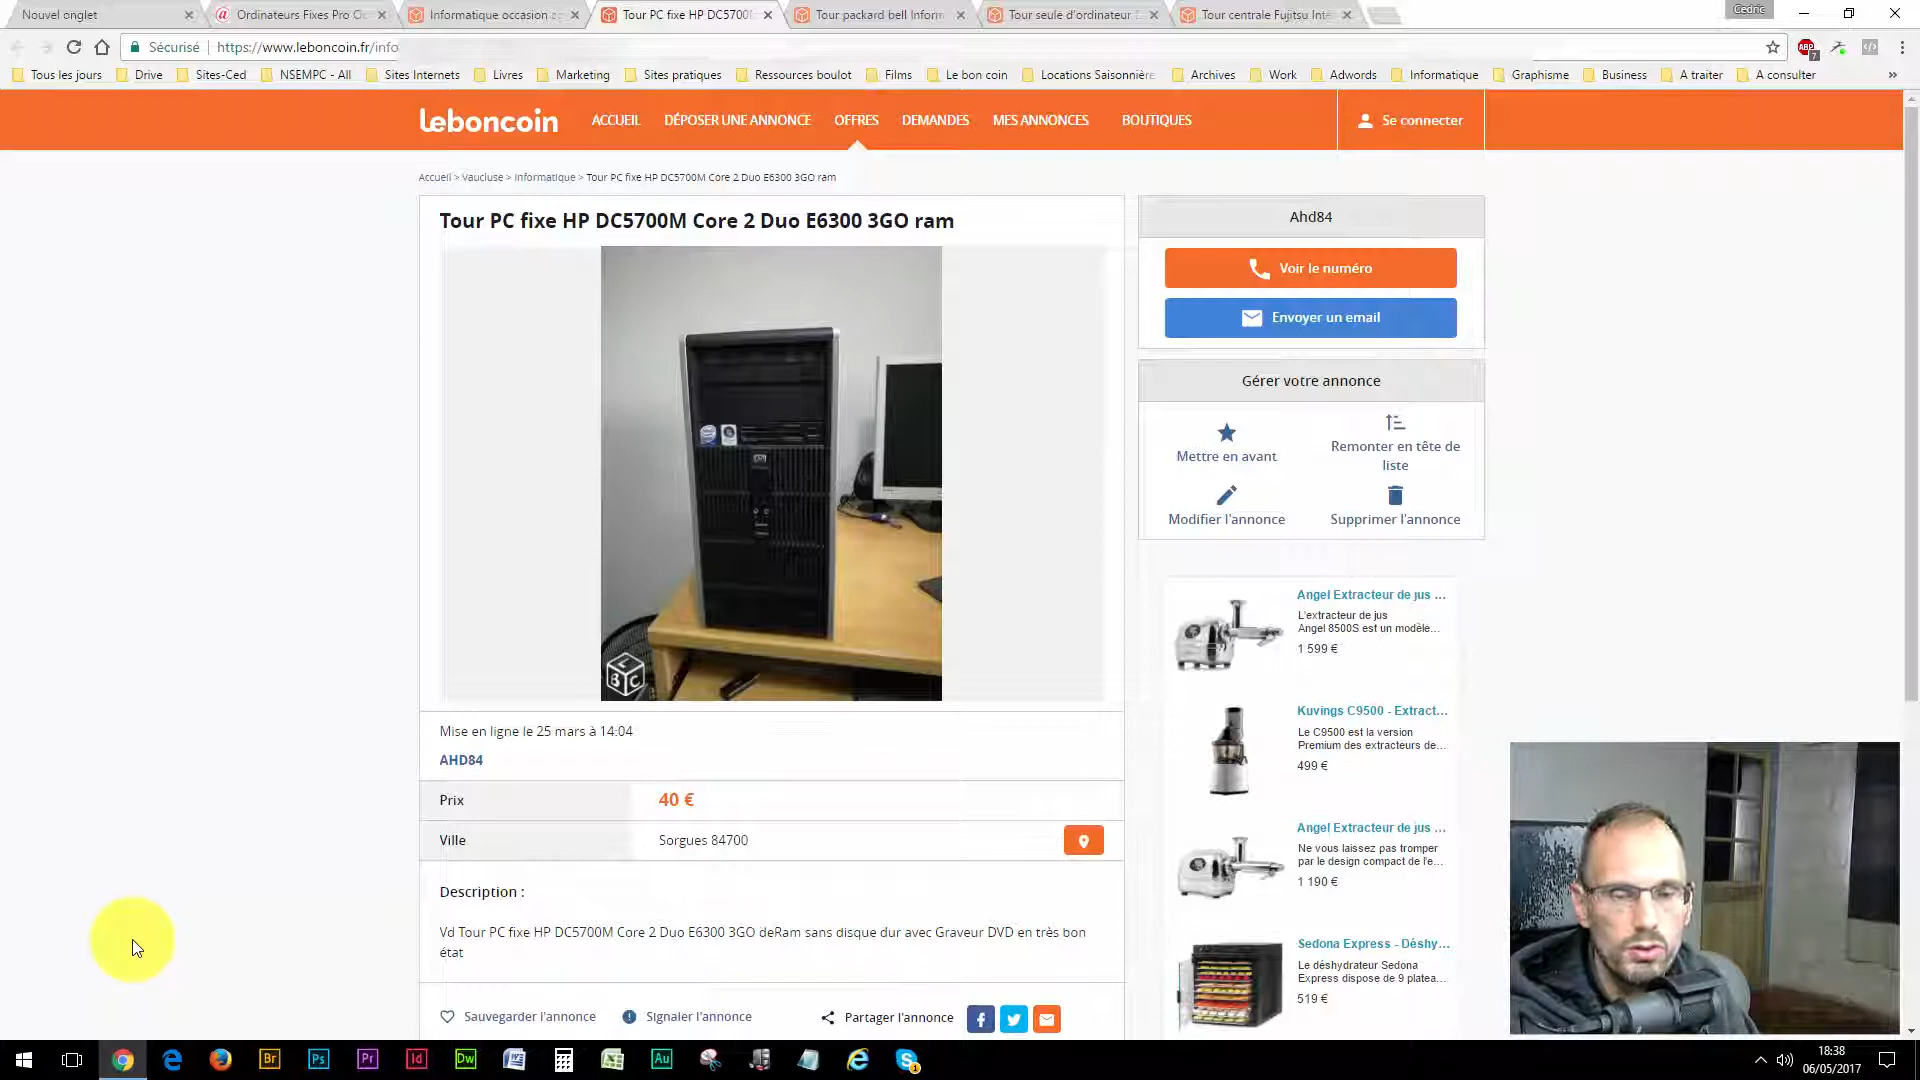 Nouvel onglet
Ordinateurs Fixes Pro
Informatique occasion
Tour PC fixe HP DC5700
Tour packard bell Inform
Tour seule d'ordinateur
Tour centrale Fujitsu Int
Cedric
Sécurisé https://www.leboncoin.fr/info
Tous les jours Drive Sites-Ced NSEMPC - All Sites Internets Livres Marketing Sites pratiques Ressources boulot Films Le bon coin Locations Saisonnière Archives Work Adwords Informatique Graphisme Business A traiter A consulter »
leboncoin ACCUEIL DÉPOSER UNE ANNONCE OFFRES DEMANDES MES ANNONCES BOUTIQUES Se connecter
Accueil > Vaucluse > Informatique > Tour PC fixe HP DC5700M Core 2 Duo E6300 3GO ram
Tour PC fixe HP DC5700M Core 2 Duo E6300 3GO ram
LBC
Mise en ligne le 25 mars à 14:04
AHD84
Prix 40 €
Ville Sorgues 84700
Description :
Vd Tour PC fixe HP DC5700M Core 2 Duo E6300 3GO deRam sans disque dur avec Graveur DVD en très bon
état
Sauvegarder l'annonce Signaler l'annonce Partager l'annonce
Ahd84
Voir le numéro
Envoyer un email
Gérer votre annonce
Mettre en avant
Remonter en tête de
liste
Modifier l'annonce
Supprimer l'annonce
Angel Extracteur de jus ...
L'extracteur de jus
Angel 8500S est un modèle...
1 599 €
Kuvings C9500 - Extract...
Le C9500 est la version
Premium des extracteurs de...
499 €
Angel Extracteur de jus ...
Ne vous laissez pas tromper
par le design compact de l'e...
1 190 €
Sedona Express - Déshy...
Le déshydrateur Sedona
Express dispose de 9 platea...
519 €
Br Ps Pr Id Dw Au
18:38
06/05/2017